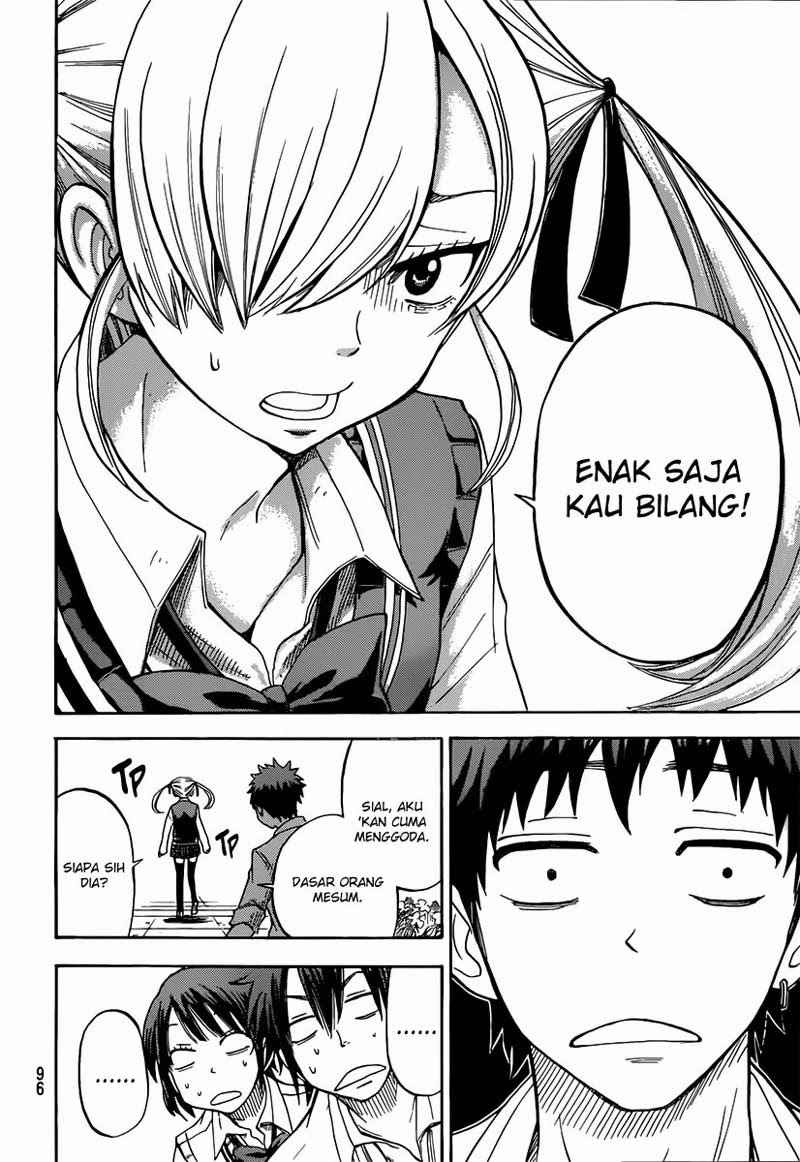 ENAK SAJA
KAU BILANG!
SIAL, AKU
'KAN CUMA
MENGGODA.
DASAR ORANG
MESUM.
TP
TP
SIAPA SIH
DIA?
......
......
96